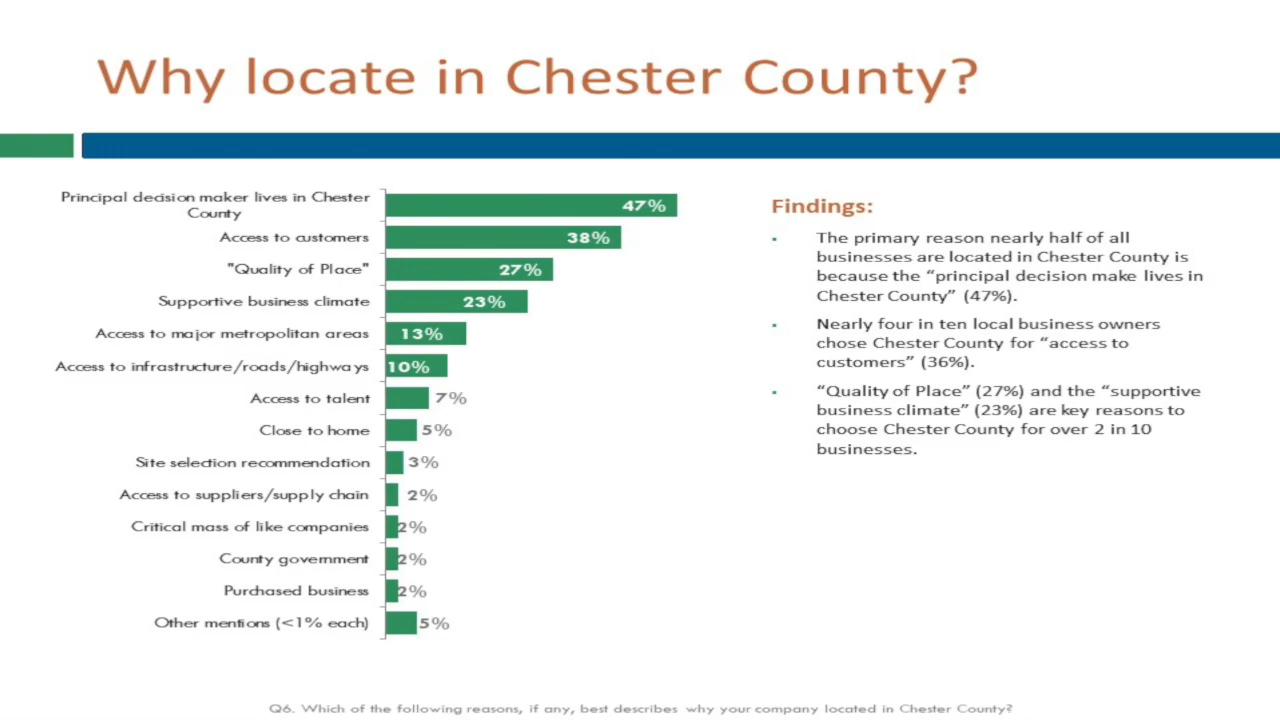 Why locate in Chester County?
Principal decision maker lives in Chester
County
47%
Access to customers
38%
"Quality of Place"
27%
Supportive business climate
23%
Access to major metropolitan areas
13%
Access to infrastructure/roads/highways
10%
Access to talent
7%
Close to home
5%
Site selection recommendation
3%
Access to suppliers/supply chain
2%
Critical mass of like companies
2%
County government
2%
Purchased business
2%
Other mentions (<1% each)
5%
Findings:
▪ The primary reason nearly half of all
businesses are located in Chester County is
because the “principal decision make lives in
Chester County” (47%).
▪ Nearly four in ten local business owners
chose Chester County for “access to
customers” (36%).
▪ “Quality of Place” (27%) and the “supportive
business climate” (23%) are key reasons to
choose Chester County for over 2 in 10
businesses.
Q6. Which of the following reasons, if any, best describes why your company located in Chester County?